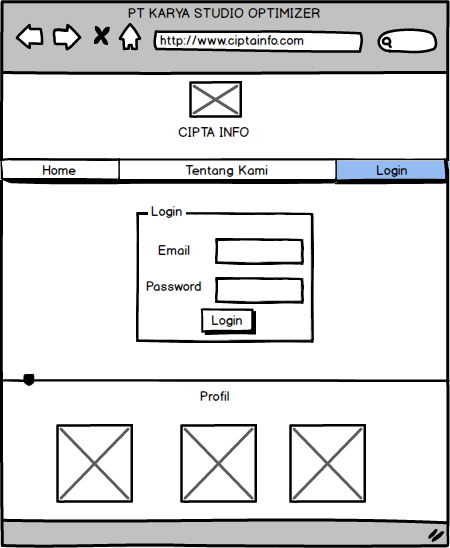 PT KARYA STUDIO OPTIMIZER
http://www.ciptainfo.com
CIPTA INFO
Home
Tentang Kami
Login
Login
Email
Password
Login
Profil